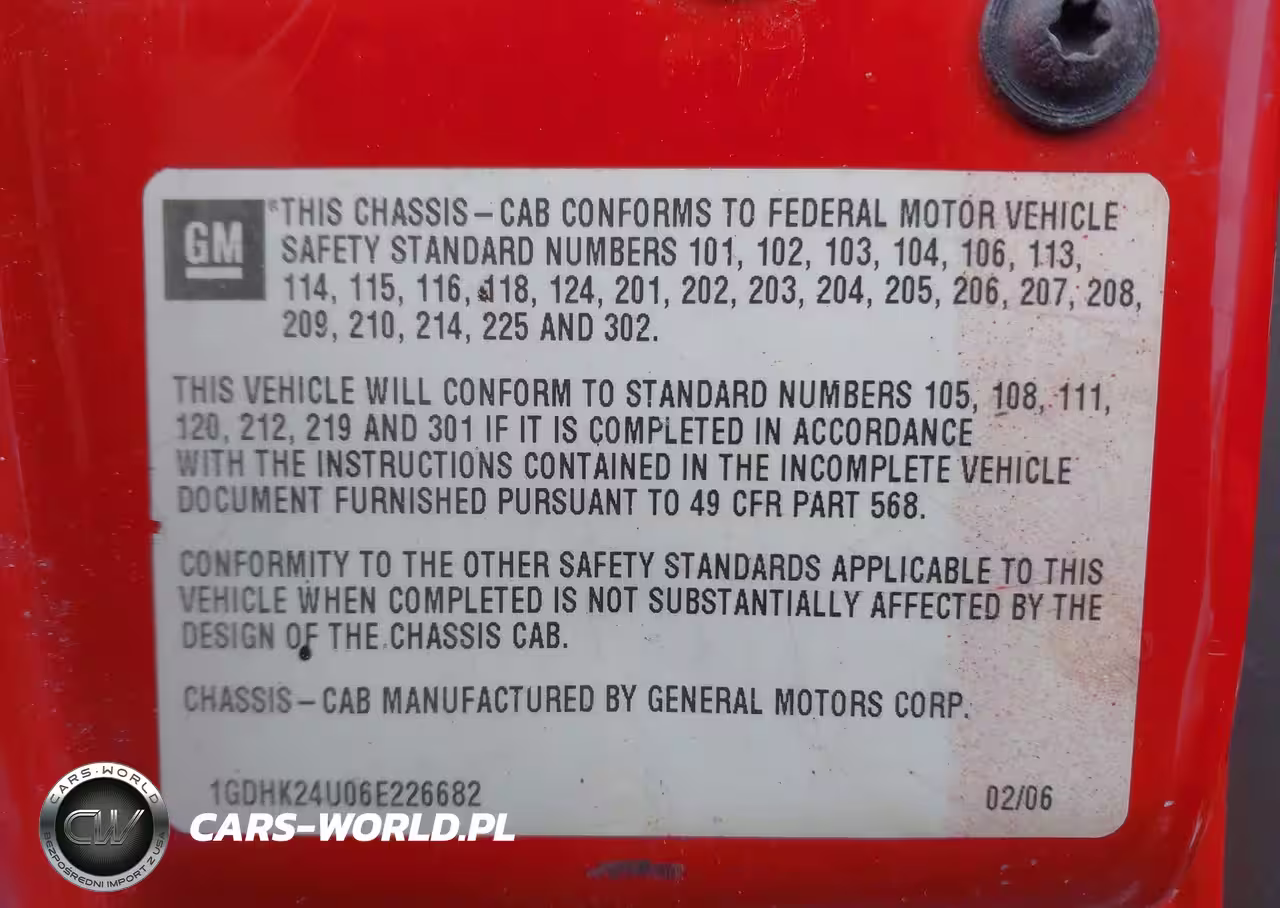 GM
THIS CHASSIS-CAB CONFORMS TO FEDERAL MOTOR VEHICLE
SAFETY STANDARD NUMBERS 101, 102, 103, 104, 106, 113,
114, 115, 116, 118, 124, 201, 202, 203, 204, 205, 206, 207, 208,
209, 210, 214, 225 AND 302.
THIS VEHICLE WILL CONFORM TO STANDARD NUMBERS 105, 108, 111,
120, 212, 219 AND 301 IF IT IS COMPLETED IN ACCORDANCE
WITH THE INSTRUCTIONS CONTAINED IN THE INCOMPLETE VEHICLE
DOCUMENT FURNISHED PURSUANT TO 49 CFR PART 568.
CONFORMITY TO THE OTHER SAFETY STANDARDS APPLICABLE TO THIS
VEHICLE WHEN COMPLETED IS NOT SUBSTANTIALLY AFFECTED BY THE
DESIGN OF THE CHASSIS CAB.
CHASSIS-CAB MANUFACTURED BY GENERAL MOTORS CORP.
1GDHK24U06E226682 02/06
CARS-WORLD
CW
BEZPOŚREDNI IMPORT Z USA
CARS-WORLD.PL